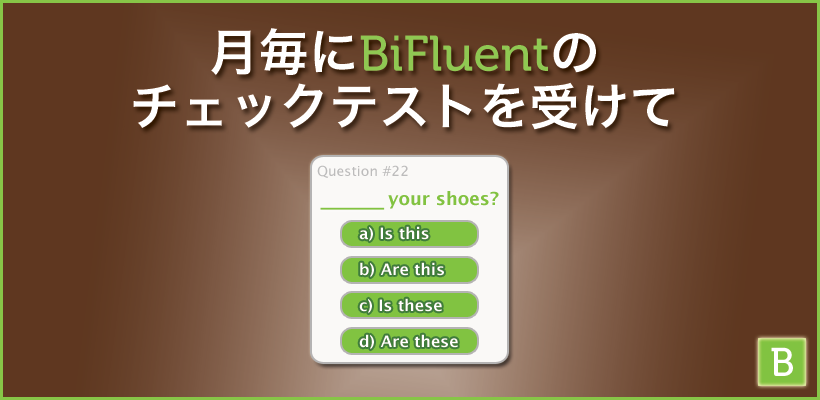 月毎にBiFluentの
チェックテストを受けて
Question #22
______ your shoes?
a) Is this
b) Are this
c) Is these
d) Are these
B